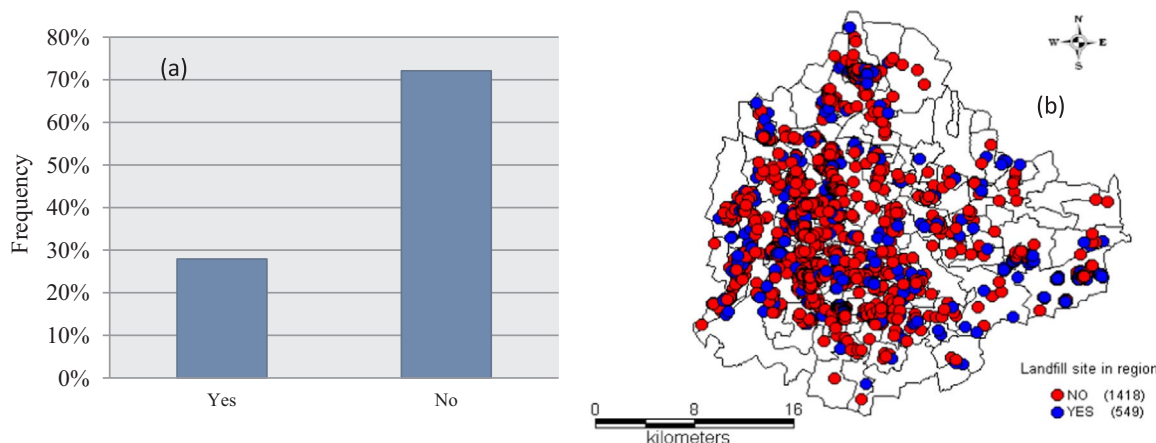 80%
70%
60%
50%
40%
30%
20%
10%
0%
Frequency
(a)
Yes
No
(b)
N
W E
S
Landfill site in region
NO (1418)
YES (549)
0 8 16
kilometers